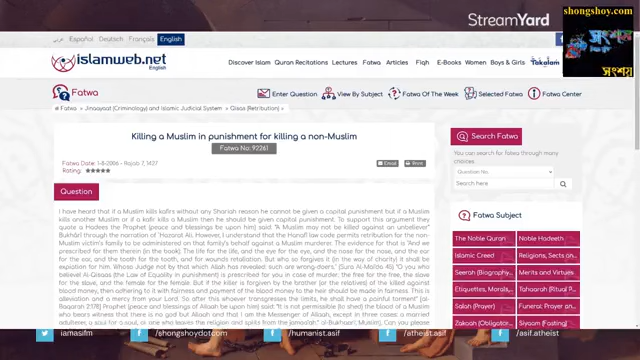 StreamYard
shongshoy.com
সংশয়
عربي Español Deutsch Français English
islamweb.net
English
Discover Islam Quran Recitations Lectures Fatwa Articles Fiqh E-Books Women Boys & Girls Takalam
Fatwa
Enter Question View By Subject Fatwa Of The Week Selected Fatwa Fatwa Center
Fatwa » Jinaayaat (Criminology) and Islamic Judicial System » Qisas (Retribution) »
Killing a Muslim in punishment for killing a non-Muslim
Fatwa No: 92261
Fatwa Date: 1-8-2006 - Rajab 7, 1427
Email Print
Rating:
Question
I have heard that if a Muslim kills kafirs without any Shariah reason he cannot be given a capital punishment but if a Muslim
kills another Muslim or if a Kafir kills a Muslim then he should be given capital punishment. To support this argument they
quote a Hadees the Prophet (peace and blessings be upon him) said: "A Muslim may not be killed against an unbeliever"
Bukhari through the narration of `Hazorat Ali. However, I understand that the Hanafi law code permits retribution for the non-
Muslim victim's family to be administered on that family's behalf against a Muslim murderer. The evidence is that "And we
prescribed for them therein (in the book) The life for the life, and the eye for the eye, and the nose for the nose, and the ear
for the ear, and the tooth for the tooth, and for wounds retaliation. But who so forgives it (in the way of charity) it shall be
expiation for him. Whoso Judge not by that which Allah has revealed: such are wrong-doers." (Sura Al-Mai'da 45) "O you who
believe! Al-Qisaas (the Law of Equality in punishment) is prescribed for you in case of murder, the free for the free, the slave
for the slave, and the female for the female. But if the killer is forgiven by the brother (or the relative) of the killed against
blood money, then adhering to it with fairness and payment of the blood money to the heir should be made in fairness. This is
alleviation and a mercy from your Lord. So after this whoever transgresses the limits, he shall have a painful torment" [al-
Baqarah 2:178] Prophet (peace and blessings of Allaah be upon him) said: "It is not permissible (to shed) the blood of a Muslim
who bears witness that there is no god but Allaah and that I am the Messenger of Allaah, except in three cases: a married
adulterer, a soul for a soul, or one who leaves the religion and splits from the jamaa'ah." al-Bukhaari; Muslim). Can you please
Search Fatwa
You can search for fatwa through many
choices
Question No.
Search here
Fatwa Subject
The Noble Quran Noble Hadeeth
Islamic Creed Religions, Sects an...
Seerah (Biography... Merits and Virtues
Etiquettes, Morals, Tahaarah (Ritual P...
Salah (Prayer) Funeral: Prayer an...
Zakaah (Obligator... Siyaam (Fasting)
iamasifm /shongshoydotcom /humanist.asif /atheist.asif /asif.atheist